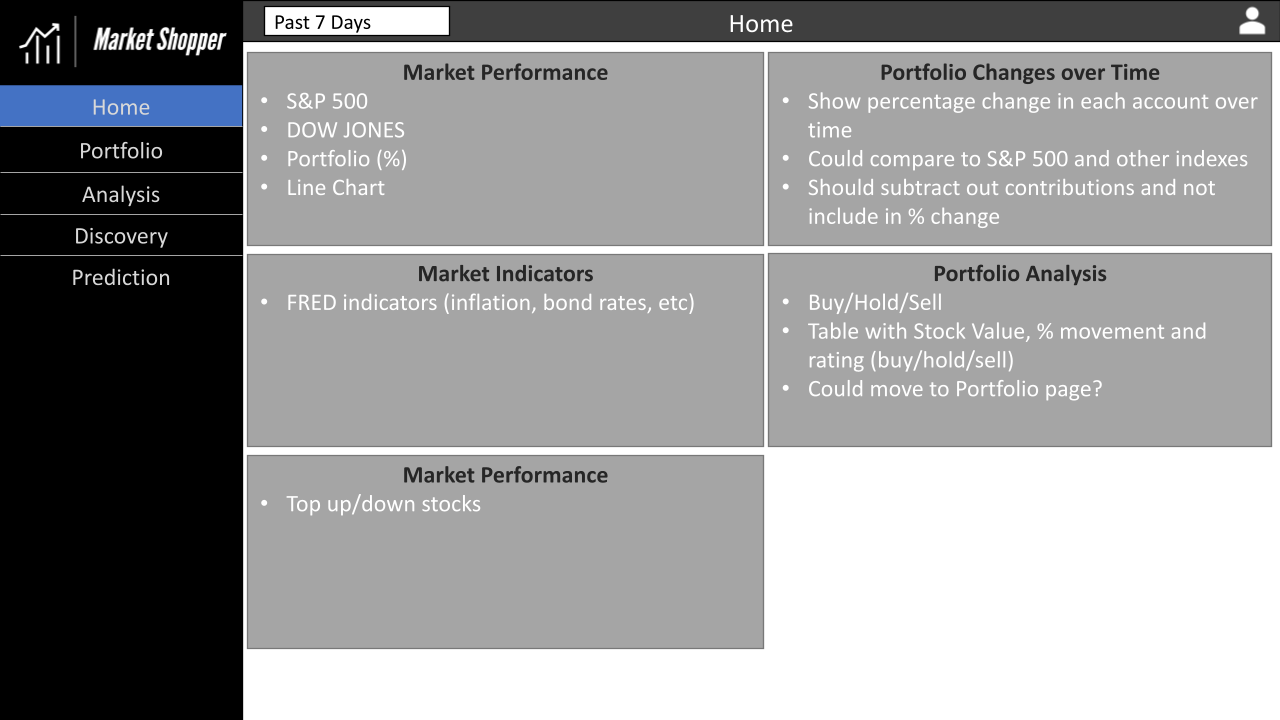 Market Shopper
Past 7 Days
Home
Home
Portfolio
Analysis
Discovery
Prediction
Market Performance
• S&P 500
• DOW JONES
• Portfolio (%)
• Line Chart
Portfolio Changes over Time
• Show percentage change in each account over
time
• Could compare to S&P 500 and other indexes
• Should subtract out contributions and not
include in % change
Market Indicators
• FRED indicators (inflation, bond rates, etc)
Portfolio Analysis
• Buy/Hold/Sell
• Table with Stock Value, % movement and
rating (buy/hold/sell)
• Could move to Portfolio page?
Market Performance
• Top up/down stocks